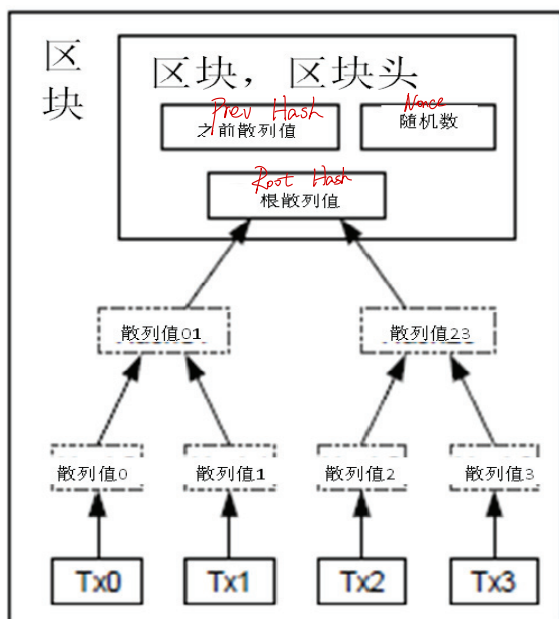 区块
区块，区块头
Prev Hash
之前散列值
Nonce
随机数
Root Hash
根散列值
散列值01
散列值23
散列值0
散列值1
散列值2
散列值3
Tx0
Tx1
Tx2
Tx3